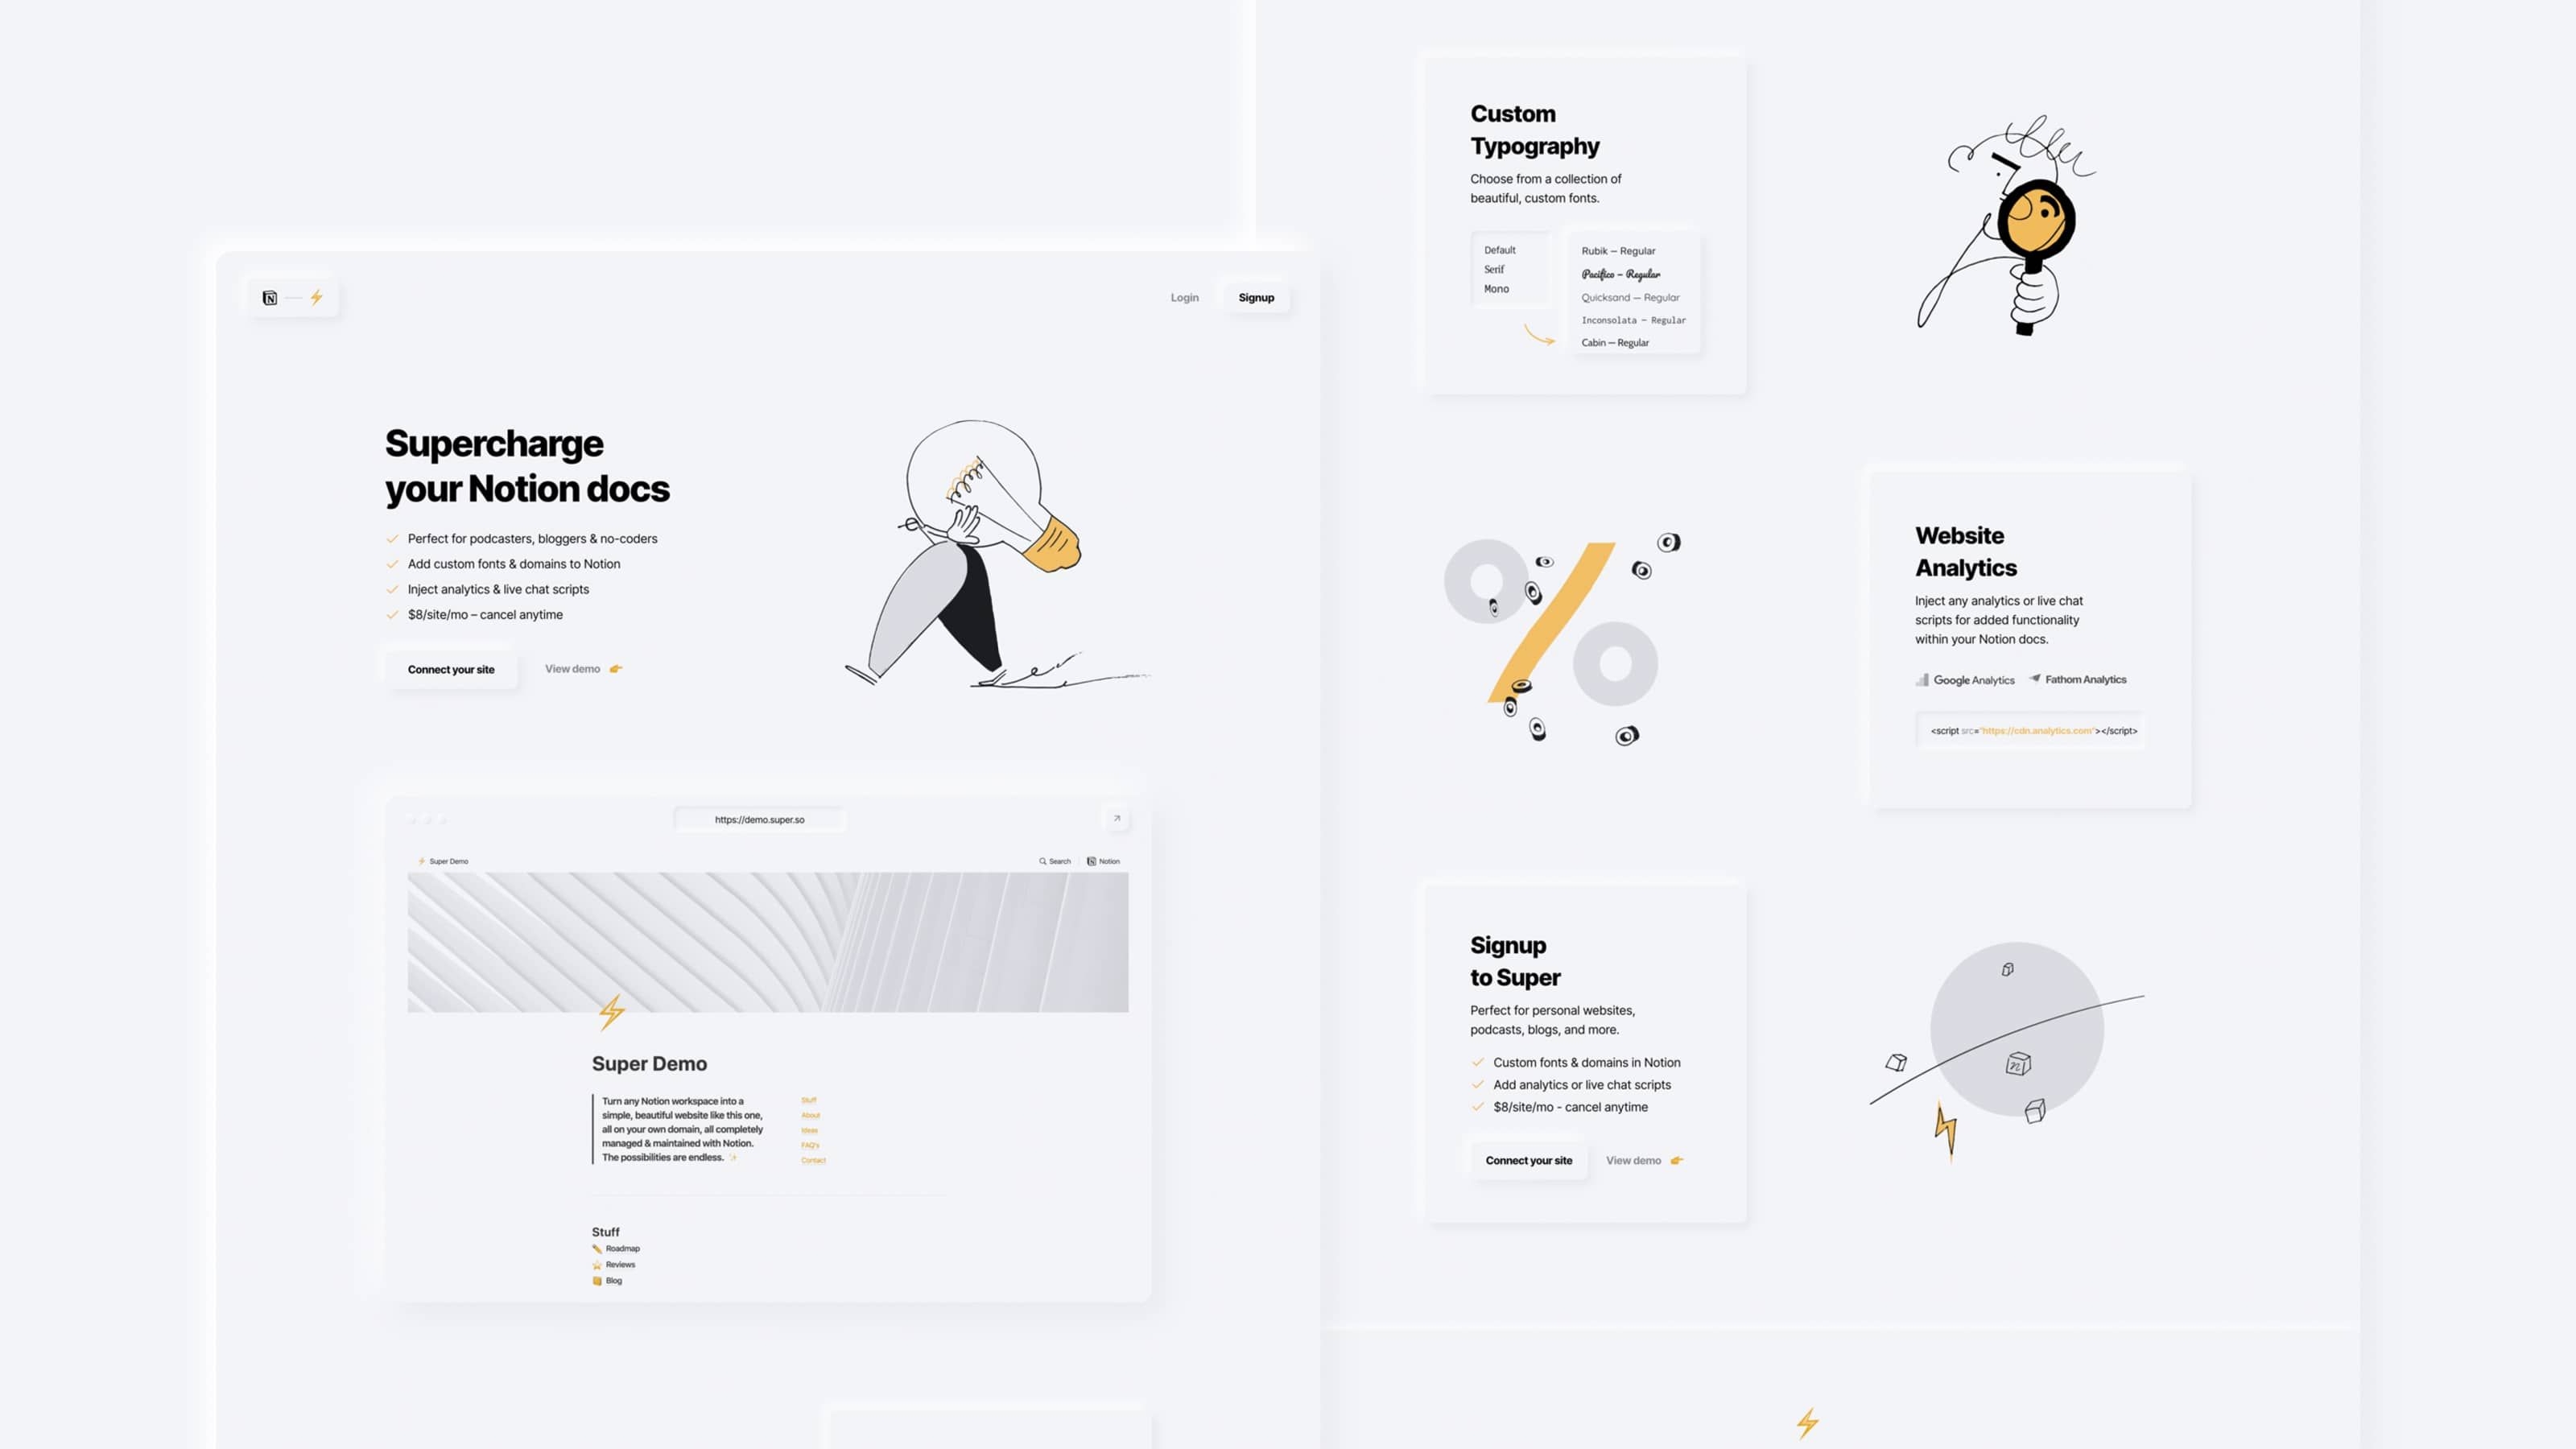 Login
Signup
Supercharge
your Notion docs
Perfect for podcasters, bloggers & no-coders
Add custom fonts & domains to Notion
Inject analytics & live chat scripts
$8/site/mo – cancel anytime
Connect your site
View demo
https://demo.super.so
Super Demo
Search
Notion
Super Demo
Turn any Notion workspace into a
simple, beautiful website like this one,
all on your own domain, all completely
managed & maintained with Notion.
The possibilities are endless.
Stuff
About
Ideas
FAQ's
Contact
Stuff
Roadmap
Reviews
Blog
Custom
Typography
Choose from a collection of
beautiful, custom fonts.
Default
Serif
Mono
Rubik – Regular
Pacifico – Regular
Quicksand – Regular
Inconsolata – Regular
Cabin – Regular
Website
Analytics
Inject any analytics or live chat
scripts for added functionality
within your Notion docs.
Google Analytics
Fathom Analytics
<script src="https://cdn.analytics.com"></script>
Signup
to Super
Perfect for personal websites,
podcasts, blogs, and more.
Custom fonts & domains in Notion
Add analytics or live chat scripts
$8/site/mo - cancel anytime
Connect your site
View demo